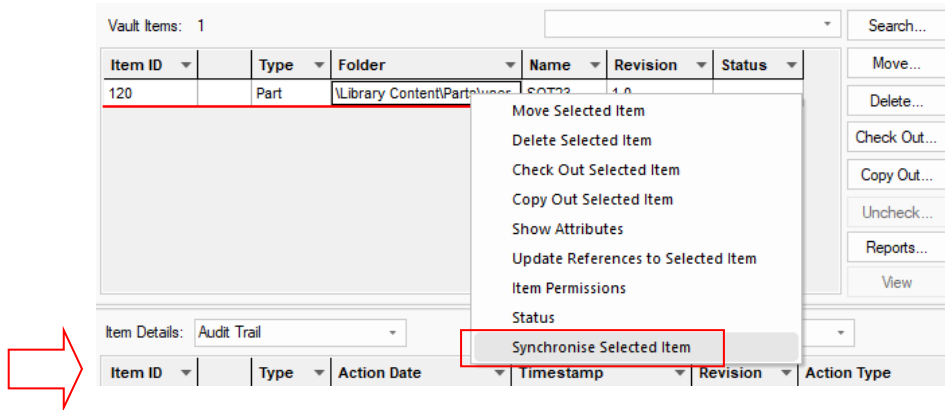 Vault Items: 1
Search...
Item ID Type Folder Name Revision Status
Move...
120 Part \Library Content\Parts\user SOT23 1.0
Delete...
Check Out...
Copy Out...
Uncheck...
Reports...
View
Move Selected Item
Delete Selected Item
Check Out Selected Item
Copy Out Selected Item
Show Attributes
Update References to Selected Item
Item Permissions
Status
Synchronise Selected Item
Item Details: Audit Trail
Item ID Type Action Date Timestamp Revision Action Type